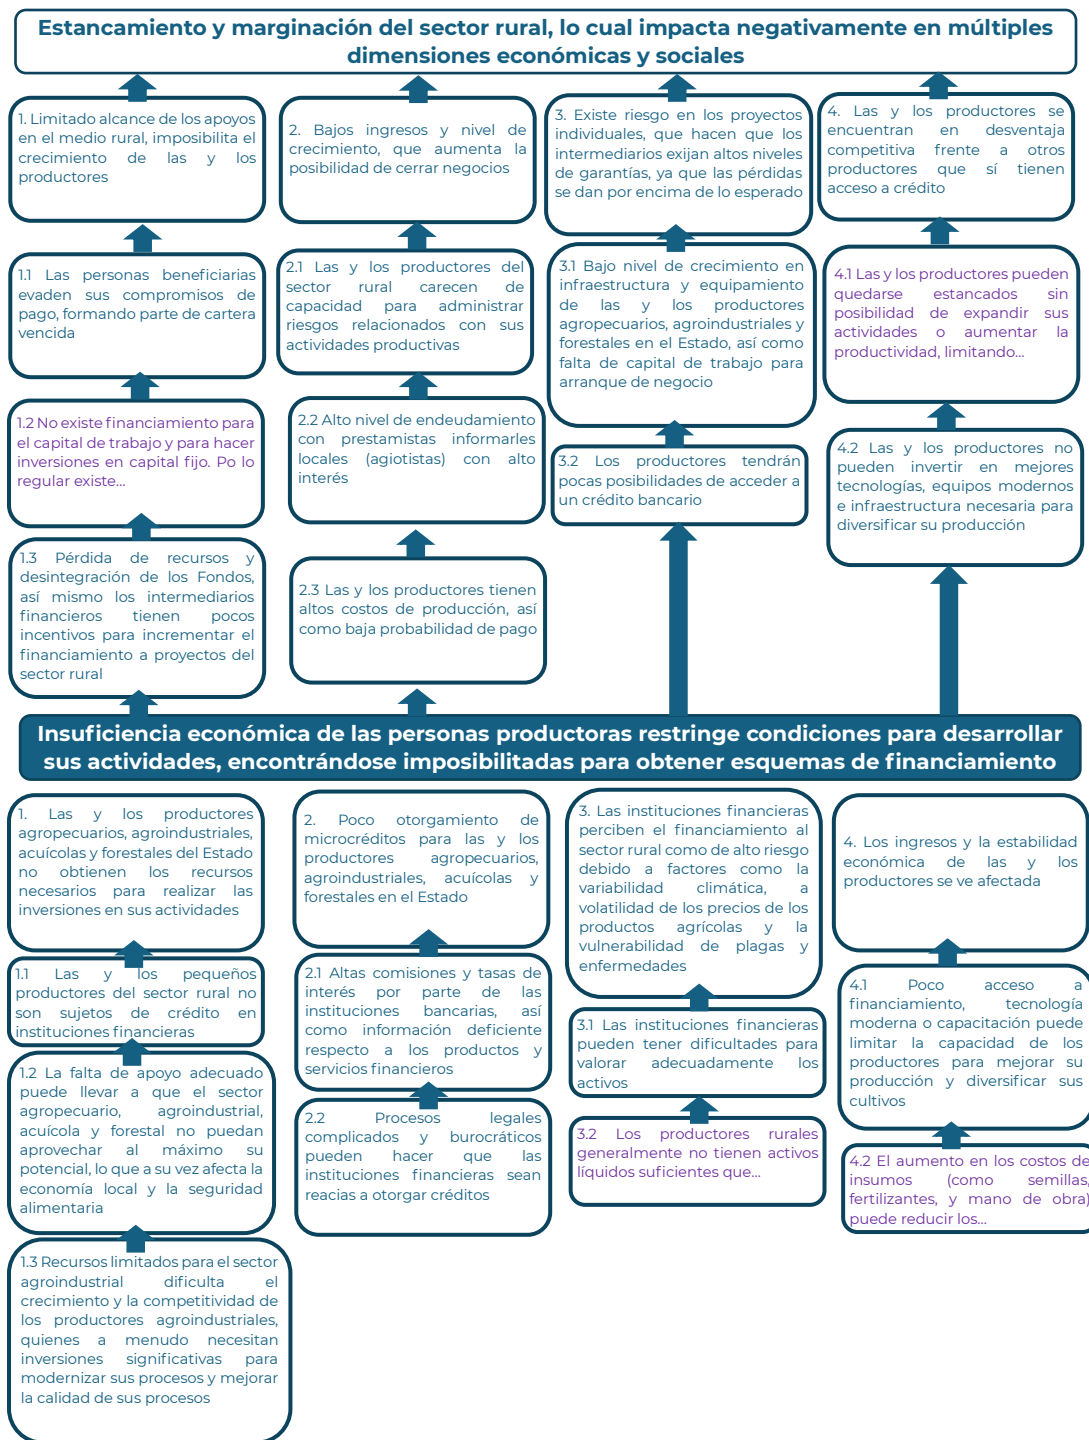 Estancamiento y marginación del sector rural, lo cual impacta negativamente en múltiples
dimensiones económicas y sociales
1. Limitado alcance de los apoyos
en el medio rural, imposibilita el
crecimiento de las y los
productores
2. Bajos ingresos y nivel de
crecimiento, que aumenta la
posibilidad de cerrar negocios
3. Existe riesgo en los proyectos
individuales, que hacen que los
intermediarios exijan altos niveles
de garantías, ya que las pérdidas
se dan por encima de lo esperado
4. Las y los productores se
encuentran en desventaja
competitiva frente a otros
productores que sí tienen
acceso a crédito
1.1 Las personas beneficiarias
evaden sus compromisos de
pago, formando parte de cartera
vencida
2.1 Las y los productores del
sector rural carecen de
capacidad para administrar
riesgos relacionados con sus
actividades productivas
3.1 Bajo nivel de crecimiento en
infraestructura y equipamiento
de las y los productores
agropecuarios, agroindustriales y
forestales en el Estado, así como
falta de capital de trabajo para
arranque de negocio
4.1 Las y los productores pueden
quedarse estancados sin
posibilidad de expandir sus
actividades o aumentar la
productividad, limitando...
1.2 No existe financiamiento para
el capital de trabajo y para hacer
inversiones en capital fijo. Po lo
regular existe...
2.2 Alto nivel de endeudamiento
con prestamistas informarles
locales (agiotistas) con alto
interés
3.2 Los productores tendrán
pocas posibilidades de acceder a
un crédito bancario
4.2 Las y los productores no
pueden invertir en mejores
tecnologías, equipos modernos
e infraestructura necesaria para
diversificar su producción
1.3 Pérdida de recursos y
desintegración de los Fondos,
así mismo los intermediarios
financieros tienen pocos
incentivos para incrementar el
financiamiento a proyectos del
sector rural
2.3 Las y los productores tienen
altos costos de producción, así
como baja probabilidad de pago
Insuficiencia económica de las personas productoras restringe condiciones para desarrollar
sus actividades, encontrándose imposibilitadas para obtener esquemas de financiamiento
1. Las y los productores
agropecuarios, agroindustriales,
acuícolas y forestales del Estado
no obtienen los recursos
necesarios para realizar las
inversiones en sus actividades
2. Poco otorgamiento de
microcréditos para las y los
productores agropecuarios,
agroindustriales, acuícolas y
forestales en el Estado
3. Las instituciones financieras
perciben el financiamiento al
sector rural como de alto riesgo
debido a factores como la
variabilidad climática, a
volatilidad de los precios de los
productos agrícolas y la
vulnerabilidad de plagas y
enfermedades
4. Los ingresos y la estabilidad
económica de las y los
productores se ve afectada
1.1 Las y los pequeños
productores del sector rural no
son sujetos de crédito en
instituciones financieras
2.1 Altas comisiones y tasas de
interés por parte de las
instituciones bancarias, así
como información deficiente
respecto a los productos y
servicios financieros
3.1 Las instituciones financieras
pueden tener dificultades para
valorar adecuadamente los
activos
4.1 Poco acceso a
financiamiento, tecnología
moderna o capacitación puede
limitar la capacidad de los
productores para mejorar su
producción y diversificar sus
cultivos
1.2 La falta de apoyo adecuado
puede llevar a que el sector
agropecuario, agroindustrial,
acuícola y forestal no puedan
aprovechar al máximo su
potencial, lo que a su vez afecta la
economía local y la seguridad
alimentaria
2.2 Procesos legales
complicados y burocráticos
pueden hacer que las
instituciones financieras sean
reacias a otorgar créditos
3.2 Los productores rurales
generalmente no tienen activos
líquidos suficientes que...
4.2 El aumento en los costos de
insumos (como semillas,
fertilizantes, y mano de obra)
puede reducir los...
1.3 Recursos limitados para el sector
agroindustrial dificulta el
crecimiento y la competitividad de
los productores agroindustriales,
quienes a menudo necesitan
inversiones significativas para
modernizar sus procesos y mejorar
la calidad de sus procesos